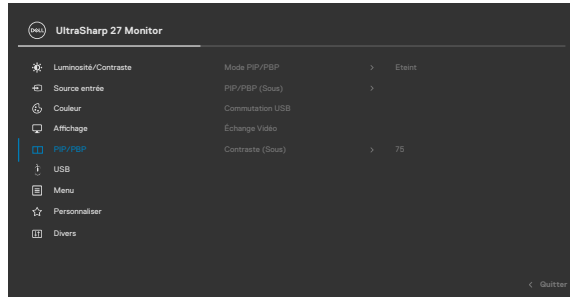 DELL UltraSharp 27 Monitor
Luminosité/Contraste Mode PIP/PBP > Eteint
Source entrée PIP/PBP (Sous) >
Couleur Commutation USB
Affichage Échange Vidéo
PIP/PBP Contraste (Sous) > 75
USB
Menu
Personnaliser
Divers
< Quitter